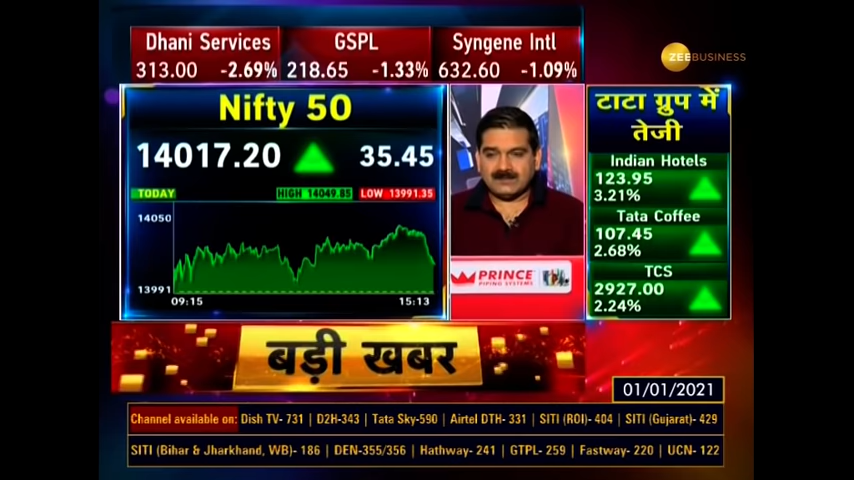 Dhani Services
313.00 -2.69%
GSPL
218.65 -1.33%
Syngene Intl
632.60 -1.09%
ZEEBUSINESS
Nifty 50
14017.20 35.45
TODAY HIGH 14049.85 LOW 13991.35
14050
13991
09:15 15:13
PRINCE
PIPING SYSTEMS
टाटा ग्रुप में
तेजी
Indian Hotels
123.95
3.21%
Tata Coffee
107.45
2.68%
TCS
2927.00
2.24%
बड़ी खबर
01/01/2021
Channel available on: Dish TV- 731 | D2H-343 | Tata Sky-590 | Airtel DTH- 331 | SITI (ROI)- 404 | SITI (Gujarat)- 429
SITI (Bihar & Jharkhand, WB)- 186 | DEN-355/356 | Hathway- 241 | GTPL- 259 | Fastway- 220 | UCN- 122